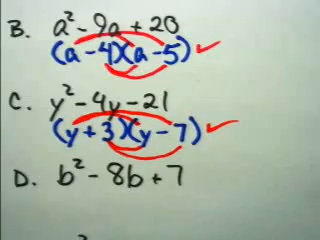 B. a² - 9a + 20
(a - 4)(a - 5)
C. y² - 4y - 21
(y + 3)(y - 7)
D. b² - 8b + 7